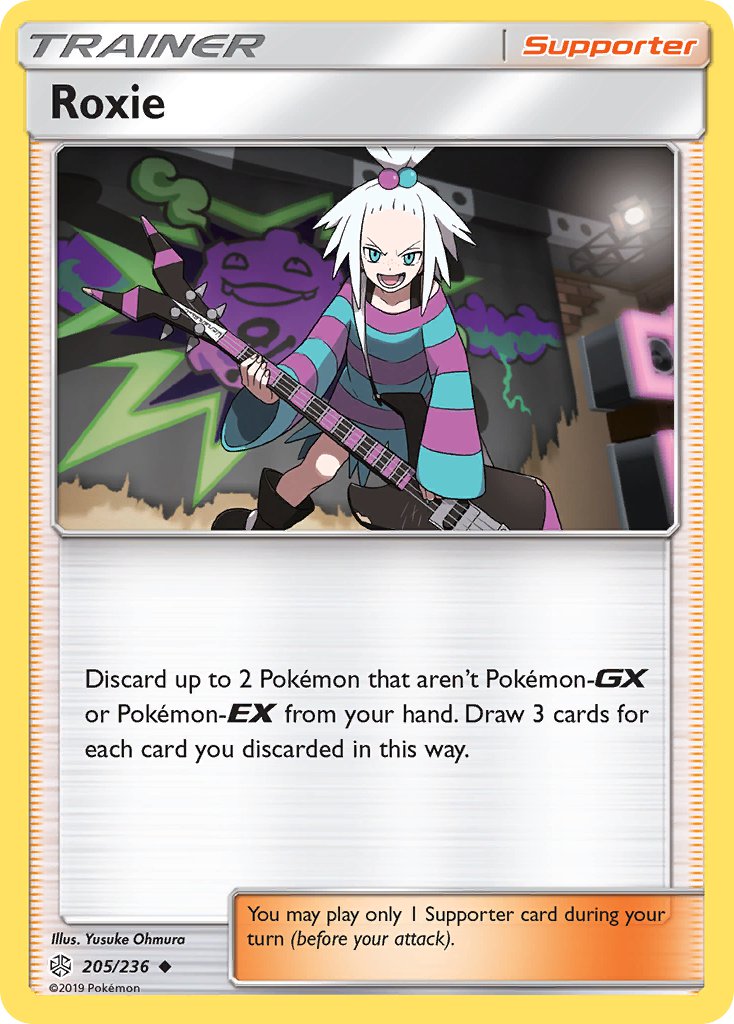 TRAINER
Supporter
Roxie
Discard up to 2 Pokémon that aren't Pokémon-GX
or Pokémon-EX from your hand. Draw 3 cards for
each card you discarded in this way.
You may play only 1 Supporter card during your
turn (before your attack).
Illus. Yusuke Ohmura
205/236
©2019 Pokémon